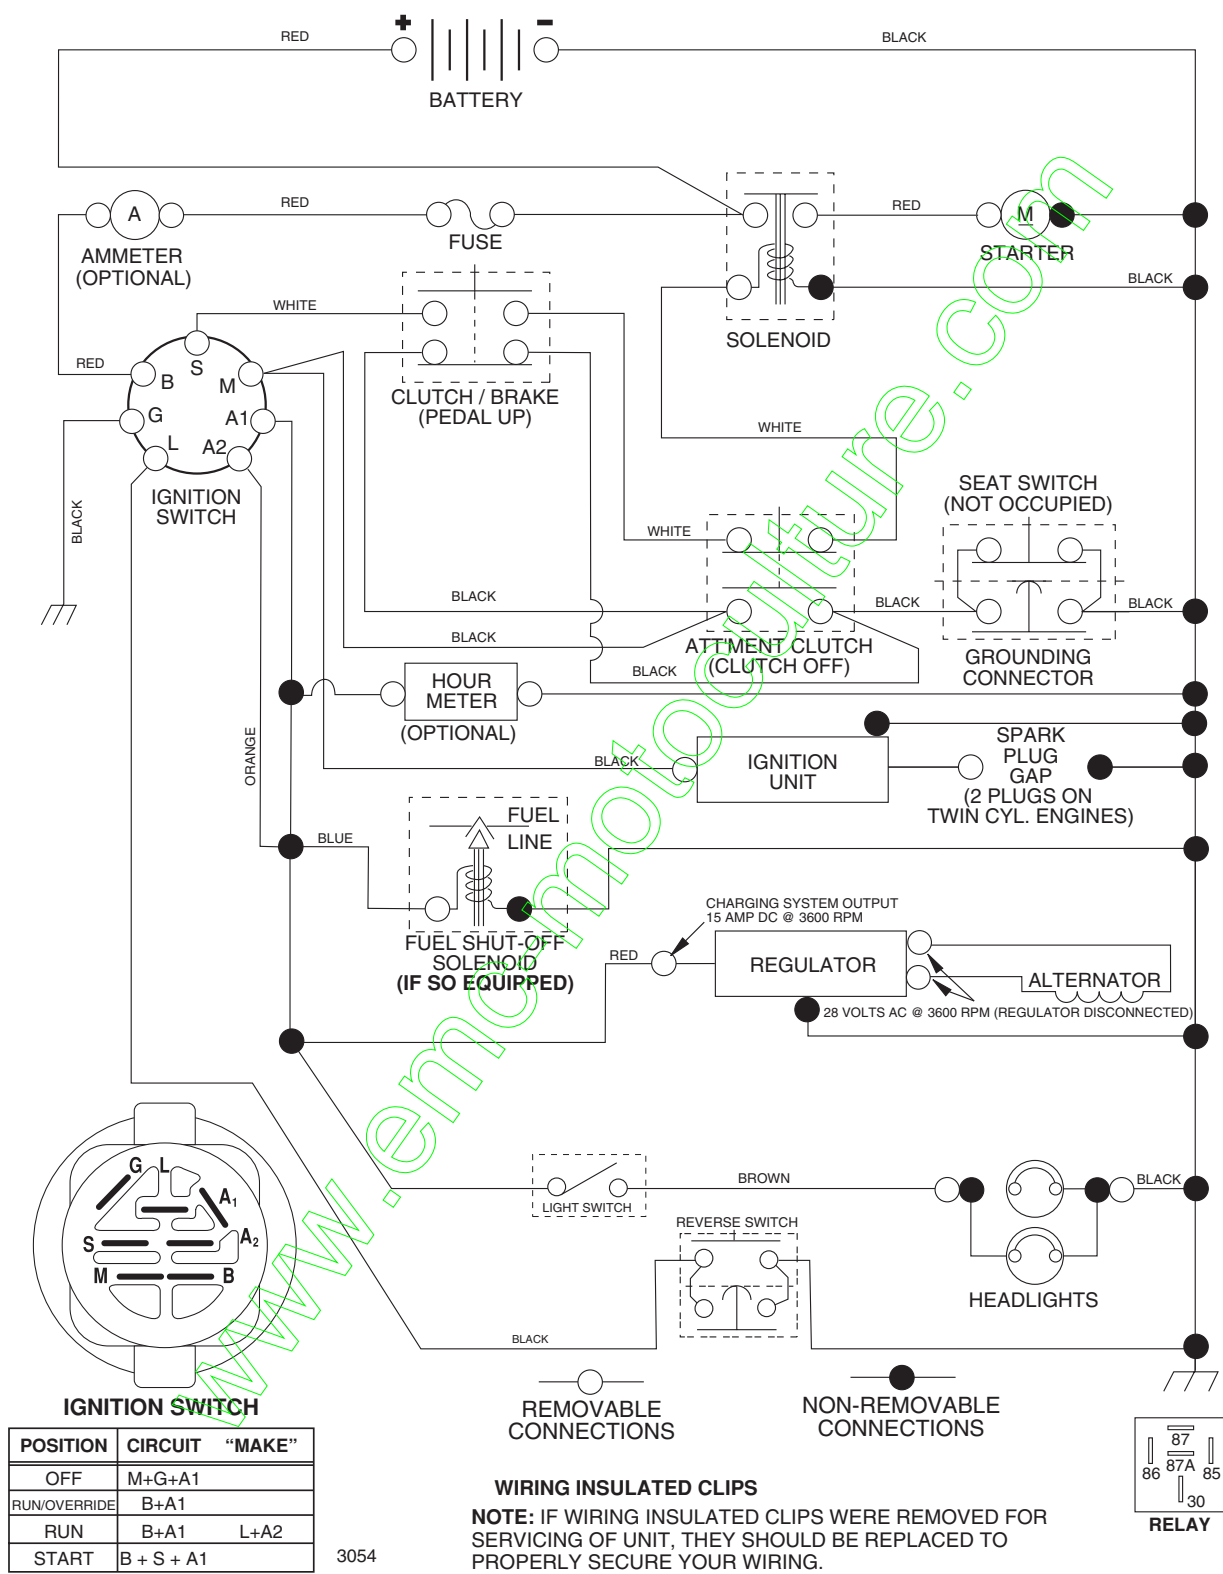 RED
+
-
BLACK
BATTERY
RED
RED
A
FUSE
M
AMMETER
(OPTIONAL)
STARTER
BLACK
WHITE
SOLENOID
RED
S
B
M
CLUTCH / BRAKE
(PEDAL UP)
G
A1
L
A2
WHITE
IGNITION
SWITCH
SEAT SWITCH
(NOT OCCUPIED)
BLACK
WHITE
BLACK
BLACK
BLACK
BLACK
ATT'MENT CLUTCH
(CLUTCH OFF)
BLACK
GROUNDING
CONNECTOR
HOUR
METER
(OPTIONAL)
ORANGE
BLACK
IGNITION
UNIT
SPARK
PLUG
GAP
(2 PLUGS ON
TWIN CYL. ENGINES)
BLUE
FUEL
LINE
CHARGING SYSTEM OUTPUT
15 AMP DC @ 3600 RPM
FUEL SHUT-OFF
SOLENOID
(IF SO EQUIPPED)
RED
REGULATOR
ALTERNATOR
28 VOLTS AC @ 3600 RPM (REGULATOR DISCONNECTED)
G
L
A1
S
A2
M
B
LIGHT SWITCH
BROWN
BLACK
REVERSE SWITCH
HEADLIGHTS
BLACK
REMOVABLE
CONNECTIONS
NON-REMOVABLE
CONNECTIONS
IGNITION SWITCH
POSITION CIRCUIT "MAKE"
OFF M+G+A1
RUN/OVERRIDE B+A1
RUN B+A1 L+A2
START B + S + A1
3054
WIRING INSULATED CLIPS
NOTE: IF WIRING INSULATED CLIPS WERE REMOVED FOR
SERVICING OF UNIT, THEY SHOULD BE REPLACED TO
PROPERLY SECURE YOUR WIRING.
87
86
87A
85
30
RELAY
www.emc-motoculture.com